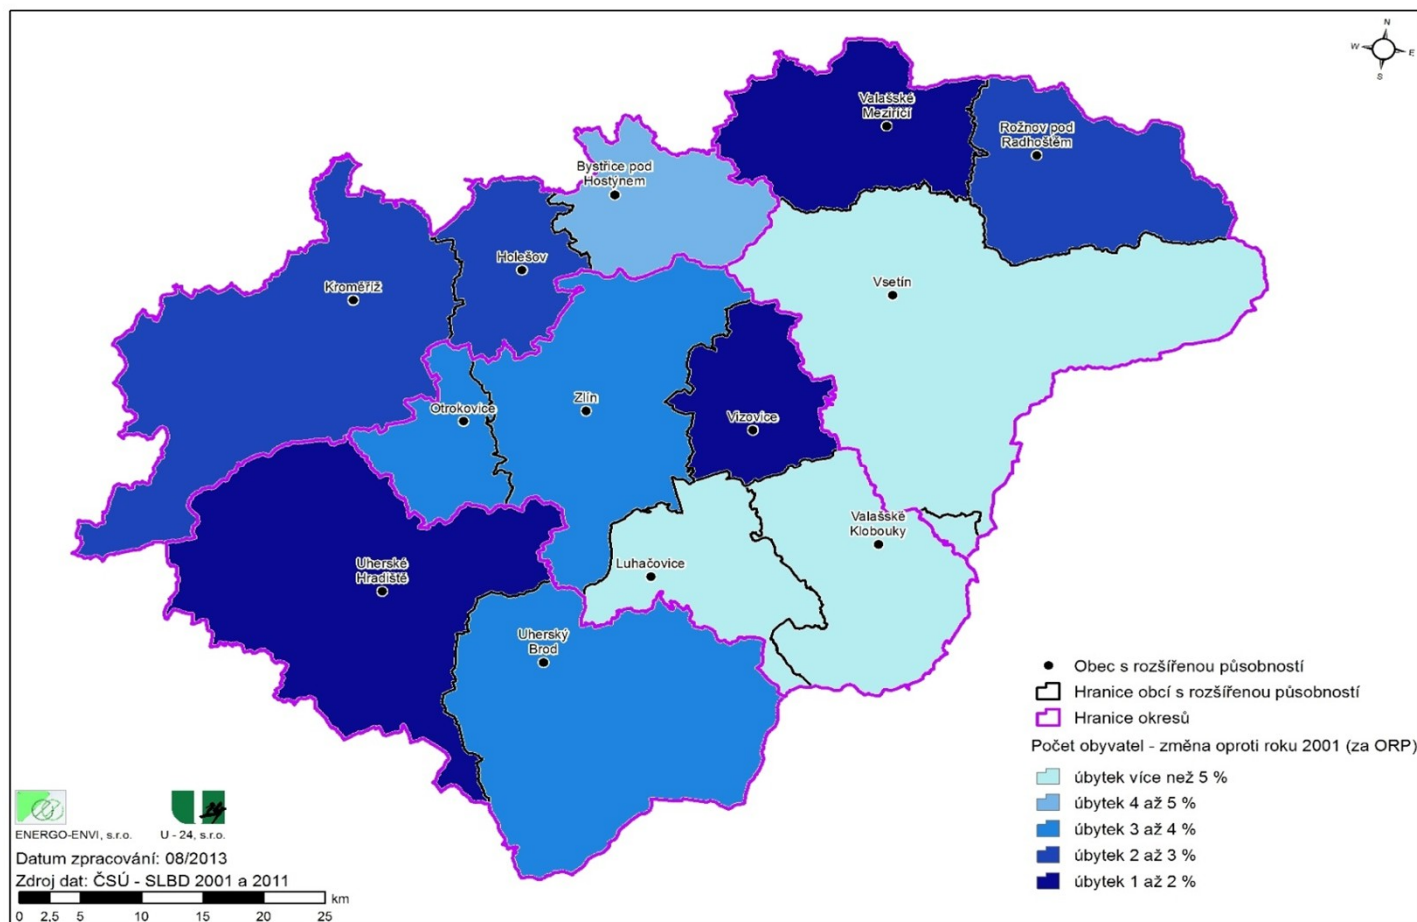 N
W
E
S
Valašské
Meziříčí
Rožnov pod
Radhoštěm
Bystřice pod
Hostýnem
Holešov
Kroměříž
Vsetín
Zlín
Otrokovice
Vizovice
Valašské
Klobouky
Luhačovice
Uherské
Hradiště
Uherský
Brod
Obec s rozšířenou působností
Hranice obcí s rozšířenou působností
Hranice okresů
Počet obyvatel - změna oproti roku 2001 (za ORP)
úbytek více než 5 %
úbytek 4 až 5 %
úbytek 3 až 4 %
úbytek 2 až 3 %
úbytek 1 až 2 %
ENERGO-ENVI, s.r.o.
U - 24, s.r.o.
Datum zpracování: 08/2013
Zdroj dat: ČSÚ - SLBD 2001 a 2011
km
0 2,5 5 10 15 20 25